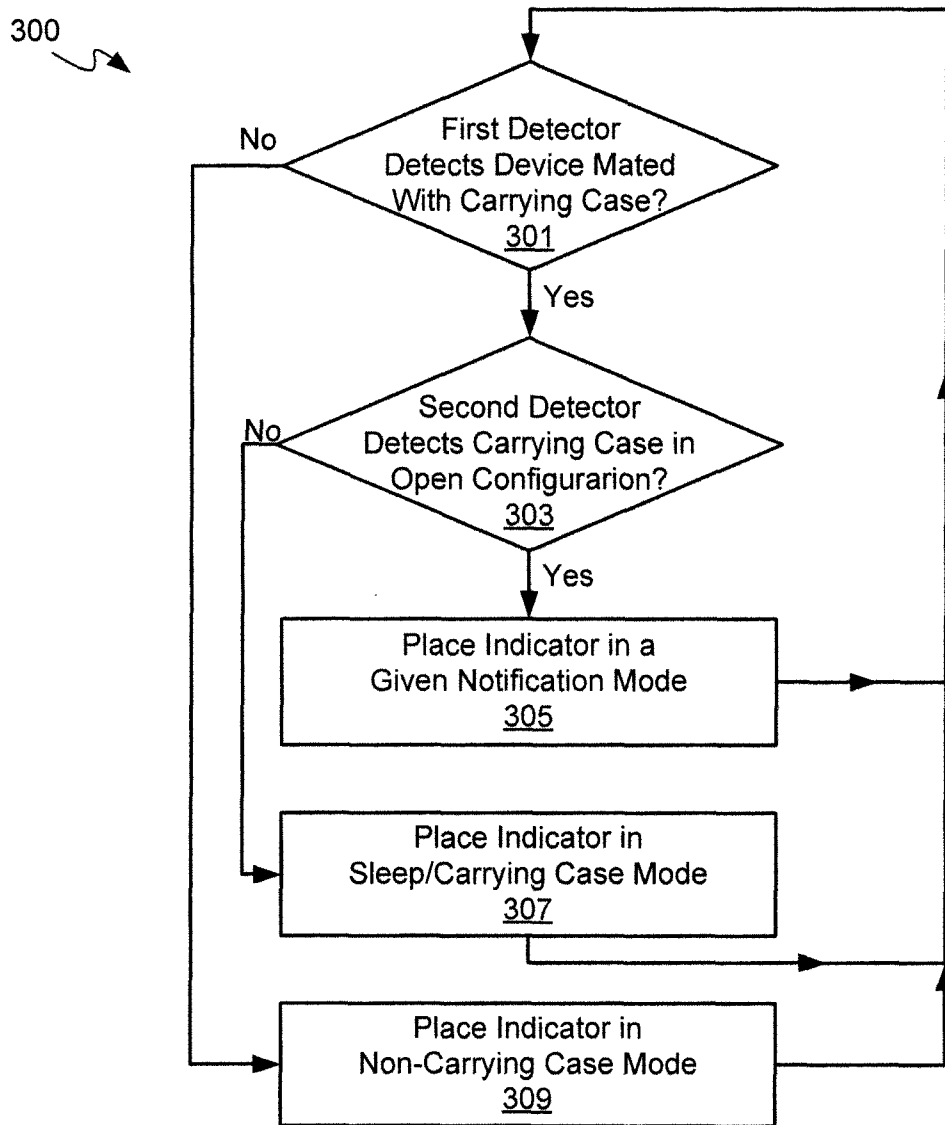 300
No
First Detector
Detects Device Mated
With Carrying Case?
301
Yes
No
Second Detector
Detects Carrying Case in
Open Configurarion?
303
Yes
Place Indicator in a
Given Notification Mode
305
Place Indicator in
Sleep/Carrying Case Mode
307
Place Indicator in
Non-Carrying Case Mode
309